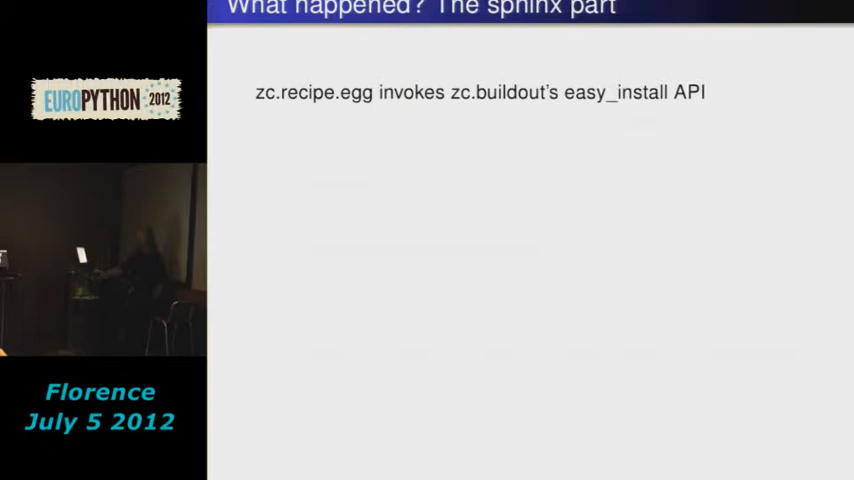 What happened? The sphinx part
EUROPYTHON 2012
zc.recipe.egg invokes zc.buildout's easy_install API
Florence
July 5 2012